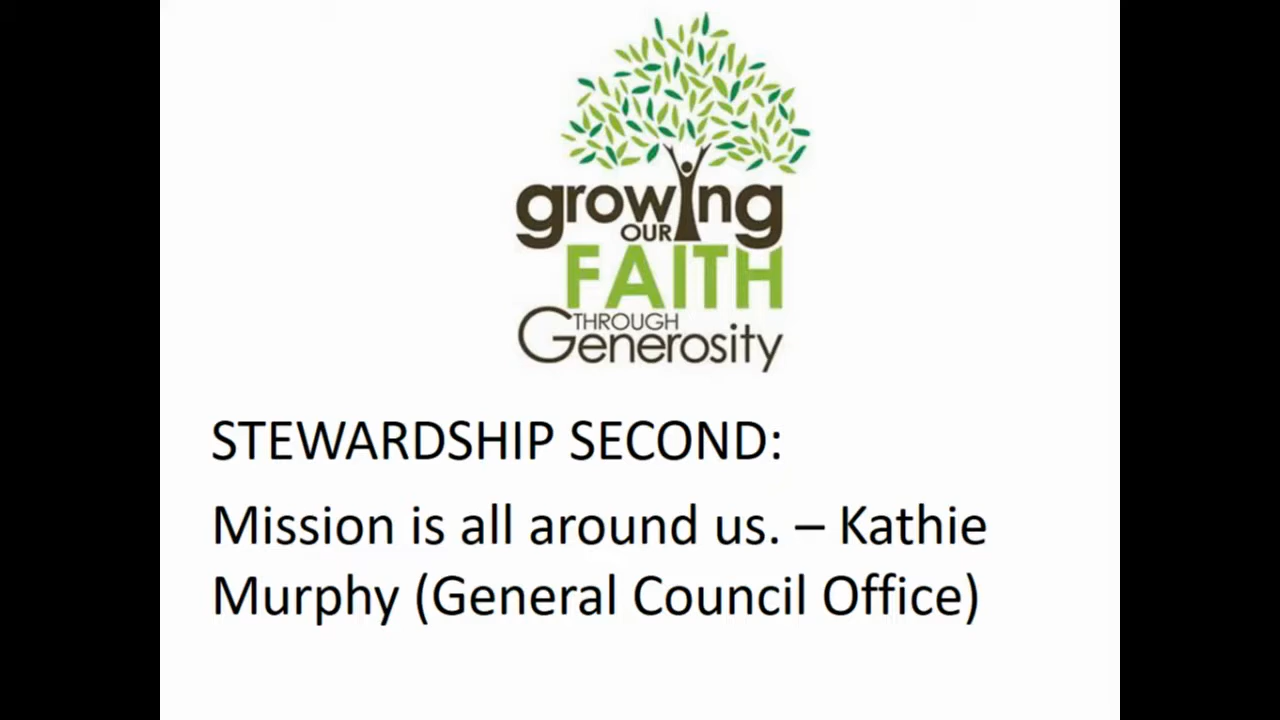 growing
OUR
FAITH
THROUGH
Generosity
STEWARDSHIP SECOND:
Mission is all around us. – Kathie
Murphy (General Council Office)